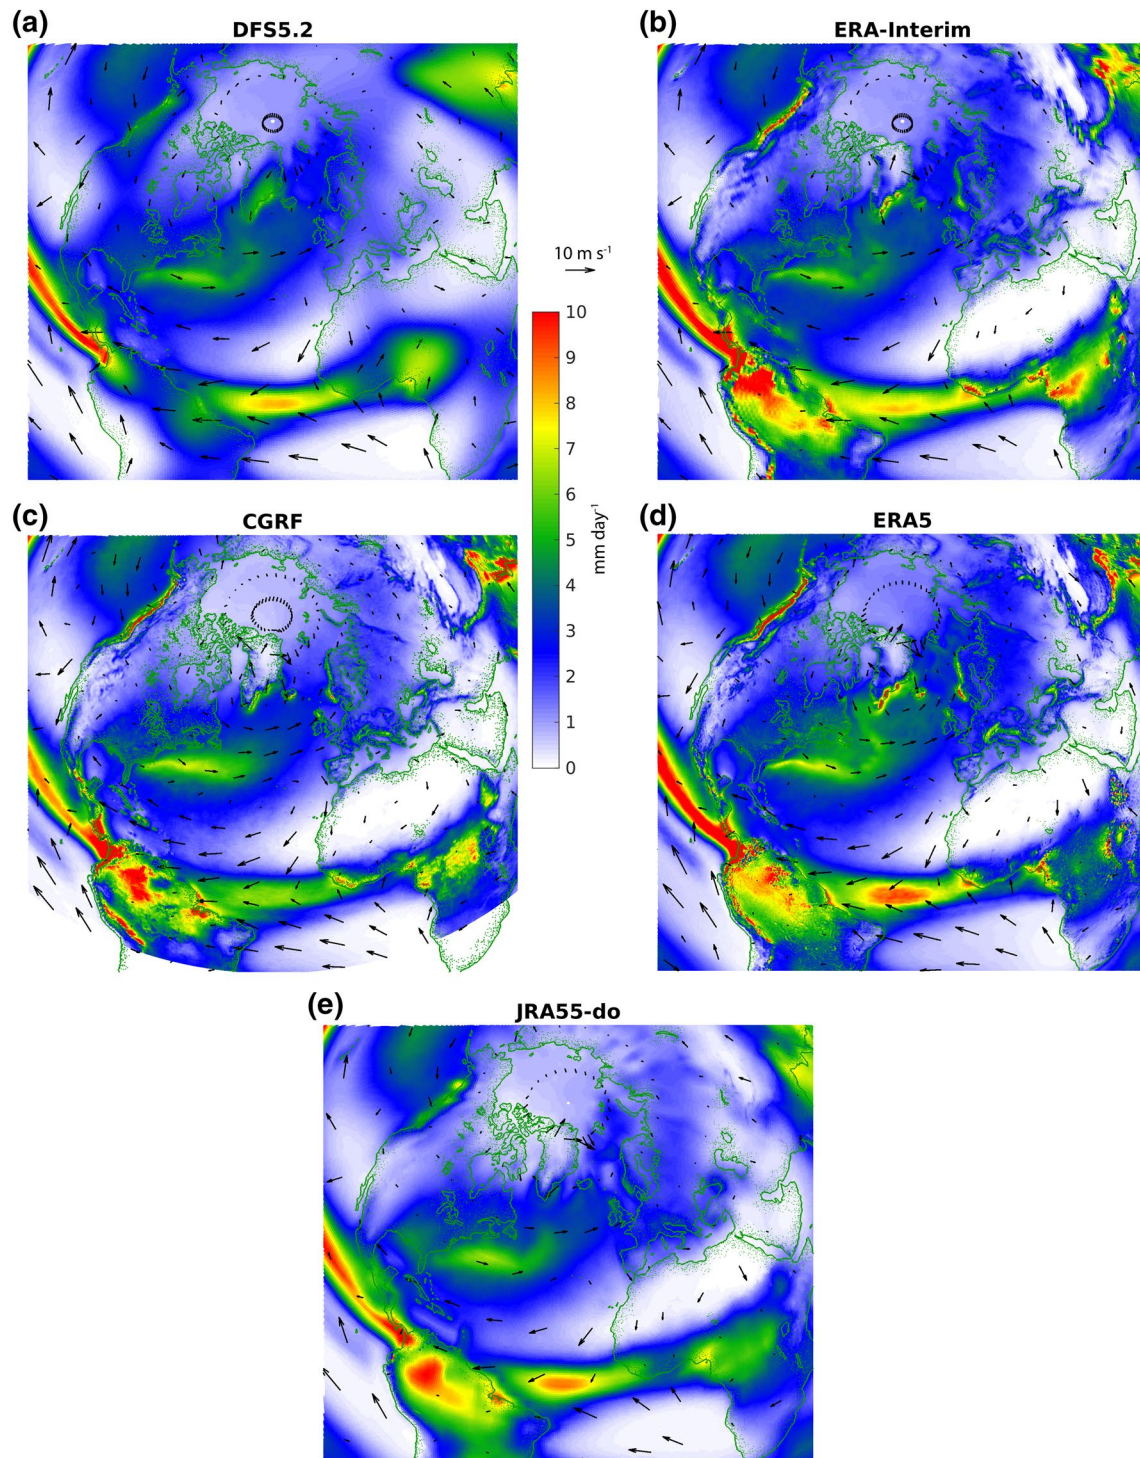 (a)
DFS5.2
(b)
ERA-Interim
10 m s⁻¹
10
9
8
7
6
5
4
3
2
1
0
mm day⁻¹
(c)
CGRF
(d)
ERA5
(e)
JRA55-do